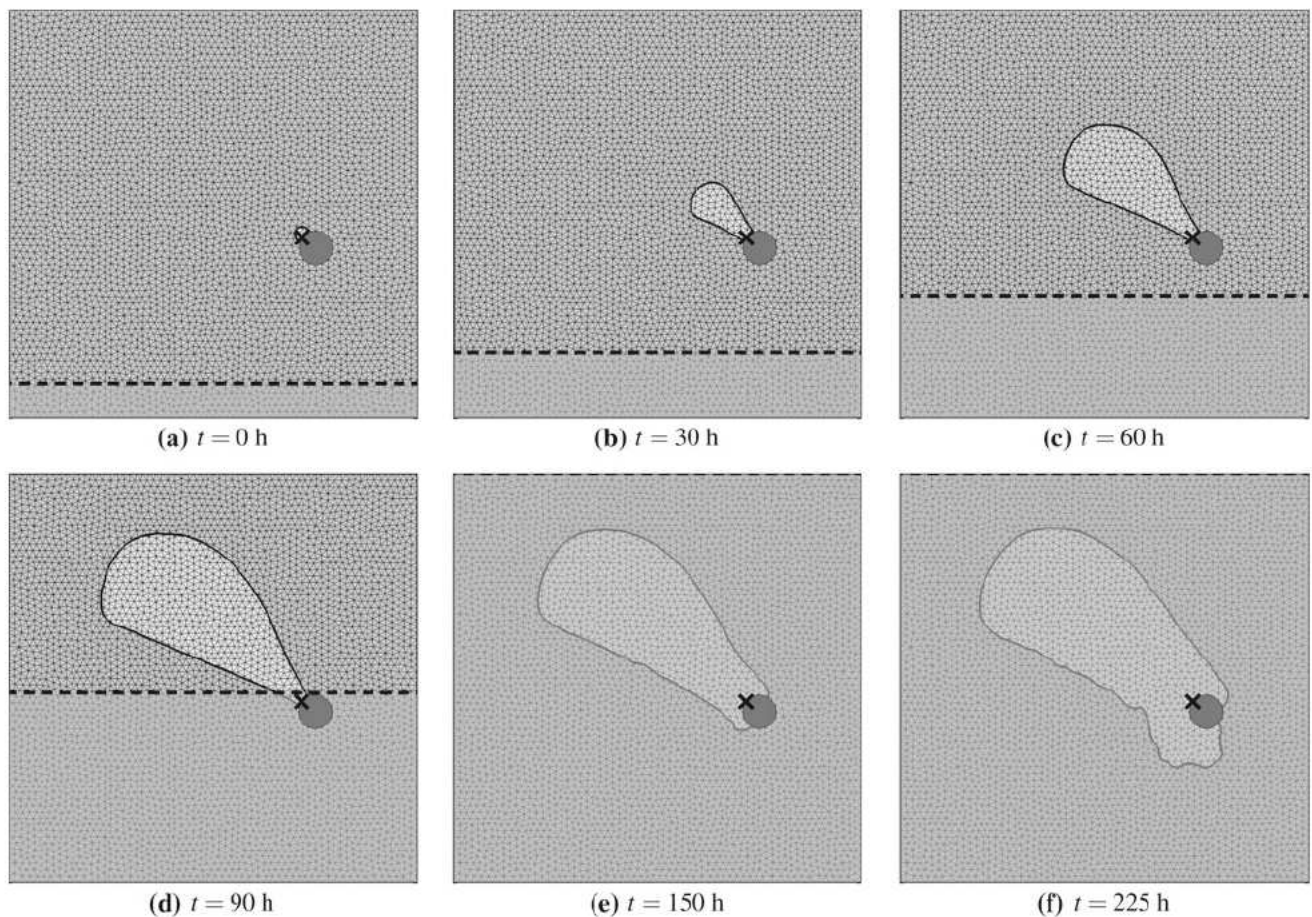 (a) t = 0 h
(b) t = 30 h
(c) t = 60 h
(d) t = 90 h
(e) t = 150 h
(f) t = 225 h